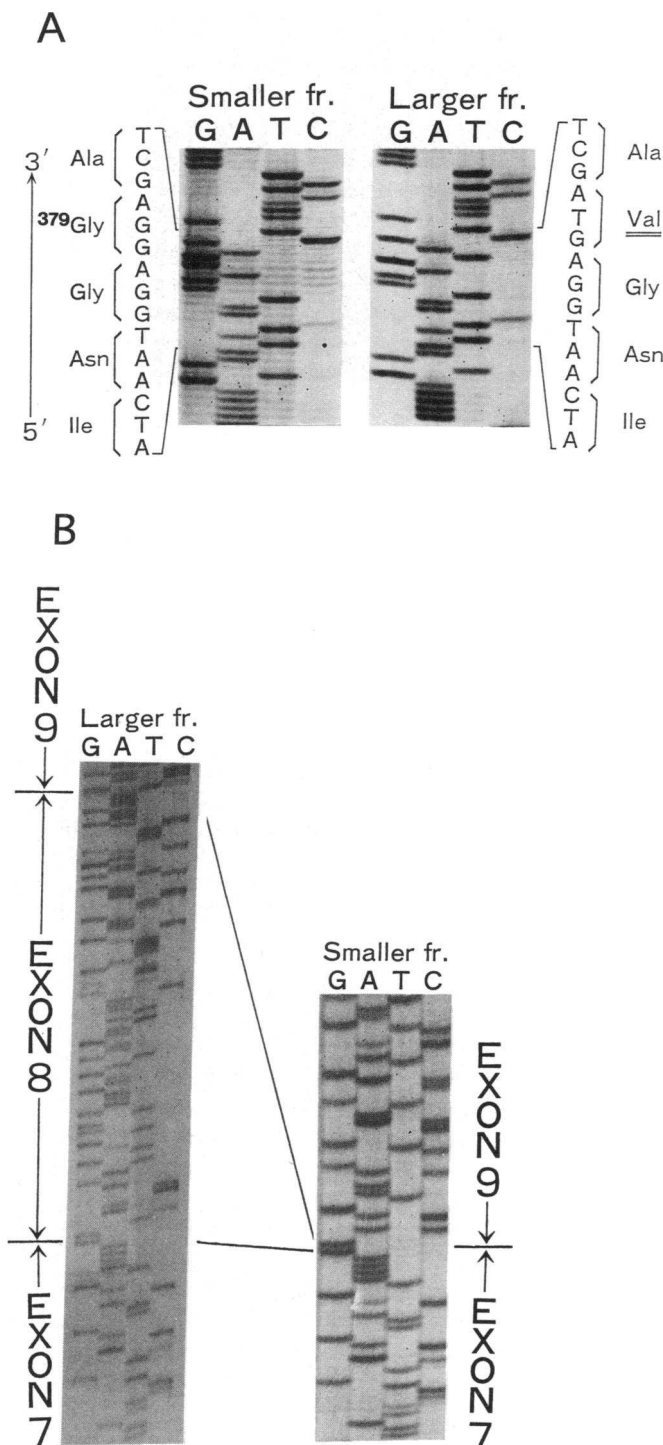 A
Smaller fr.
G A T C
Larger fr.
G A T C
3'
5'
Ala
379Gly
Gly
Asn
Ile
T
C
G
A
G
G
A
G
G
T
A
A
C
T
A
T
C
G
A
T
G
A
G
G
T
A
A
C
T
A
Ala
Val
Gly
Asn
Ile
B
EXON 9
EXON 8
EXON 7
Larger fr.
G A T C
Smaller fr.
G A T C
EXON 9
EXON 7